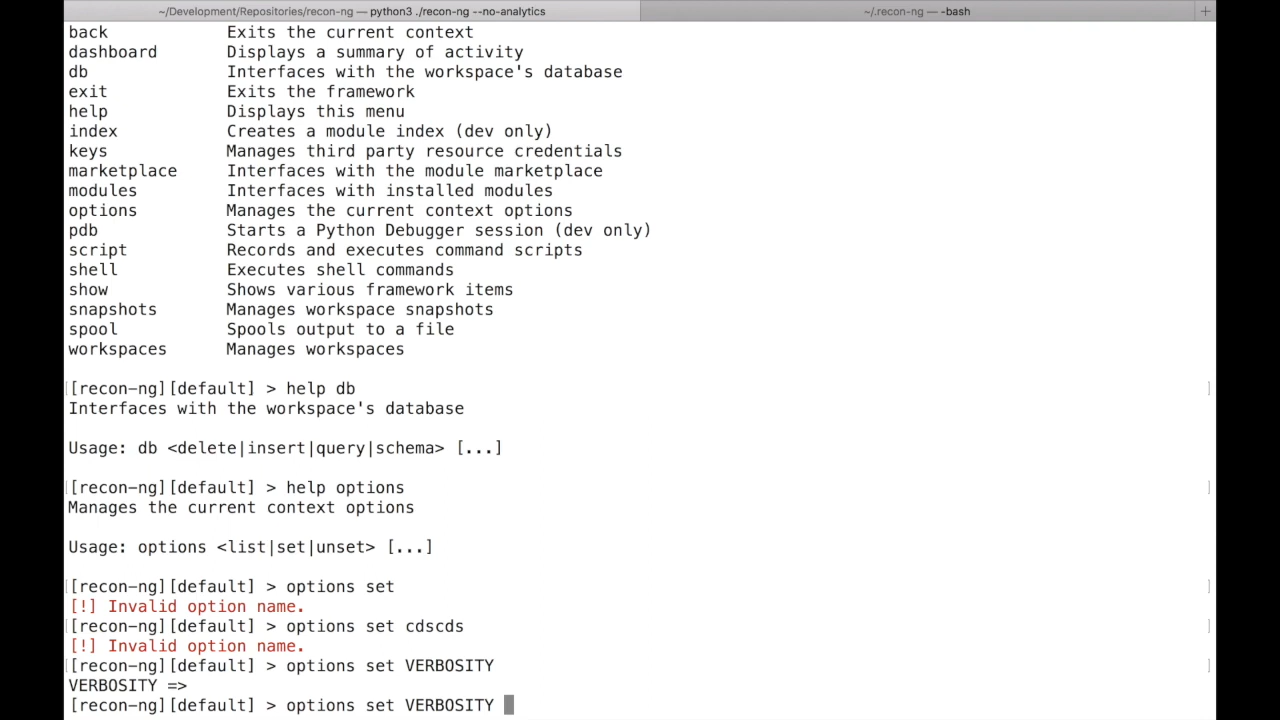 ~/Development/Repositories/recon-ng — python3 ./recon-ng --no-analytics
~/.recon-ng — -bash
+
back Exits the current context
dashboard Displays a summary of activity
db Interfaces with the workspace's database
exit Exits the framework
help Displays this menu
index Creates a module index (dev only)
keys Manages third party resource credentials
marketplace Interfaces with the module marketplace
modules Interfaces with installed modules
options Manages the current context options
pdb Starts a Python Debugger session (dev only)
script Records and executes command scripts
shell Executes shell commands
show Shows various framework items
snapshots Manages workspace snapshots
spool Spools output to a file
workspaces Manages workspaces
[[recon-ng][default] > help db ]
Interfaces with the workspace's database
Usage: db <delete|insert|query|schema> [...]
[[recon-ng][default] > help options ]
Manages the current context options
Usage: options <list|set|unset> [...]
[[recon-ng][default] > options set ]
[!] Invalid option name.
[[recon-ng][default] > options set cdscds ]
[!] Invalid option name.
[[recon-ng][default] > options set VERBOSITY ]
VERBOSITY =>
[recon-ng][default] > options set VERBOSITY